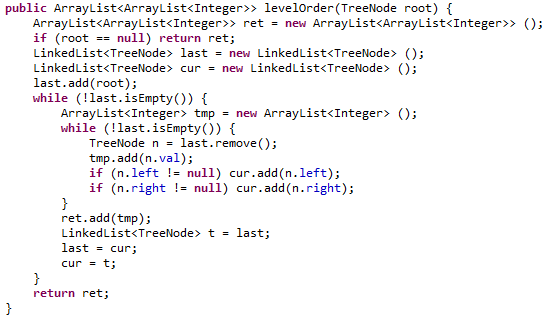 public ArrayList<ArrayList<Integer>> levelOrder(TreeNode root) {
    ArrayList<ArrayList<Integer>> ret = new ArrayList<ArrayList<Integer>> ();
    if (root == null) return ret;
    LinkedList<TreeNode> last = new LinkedList<TreeNode> ();
    LinkedList<TreeNode> cur = new LinkedList<TreeNode> ();
    last.add(root);
    while (!last.isEmpty()) {
        ArrayList<Integer> tmp = new ArrayList<Integer> ();
        while (!last.isEmpty()) {
            TreeNode n = last.remove();
            tmp.add(n.val);
            if (n.left != null) cur.add(n.left);
            if (n.right != null) cur.add(n.right);
        }
        ret.add(tmp);
        LinkedList<TreeNode> t = last;
        last = cur;
        cur = t;
    }
    return ret;
}